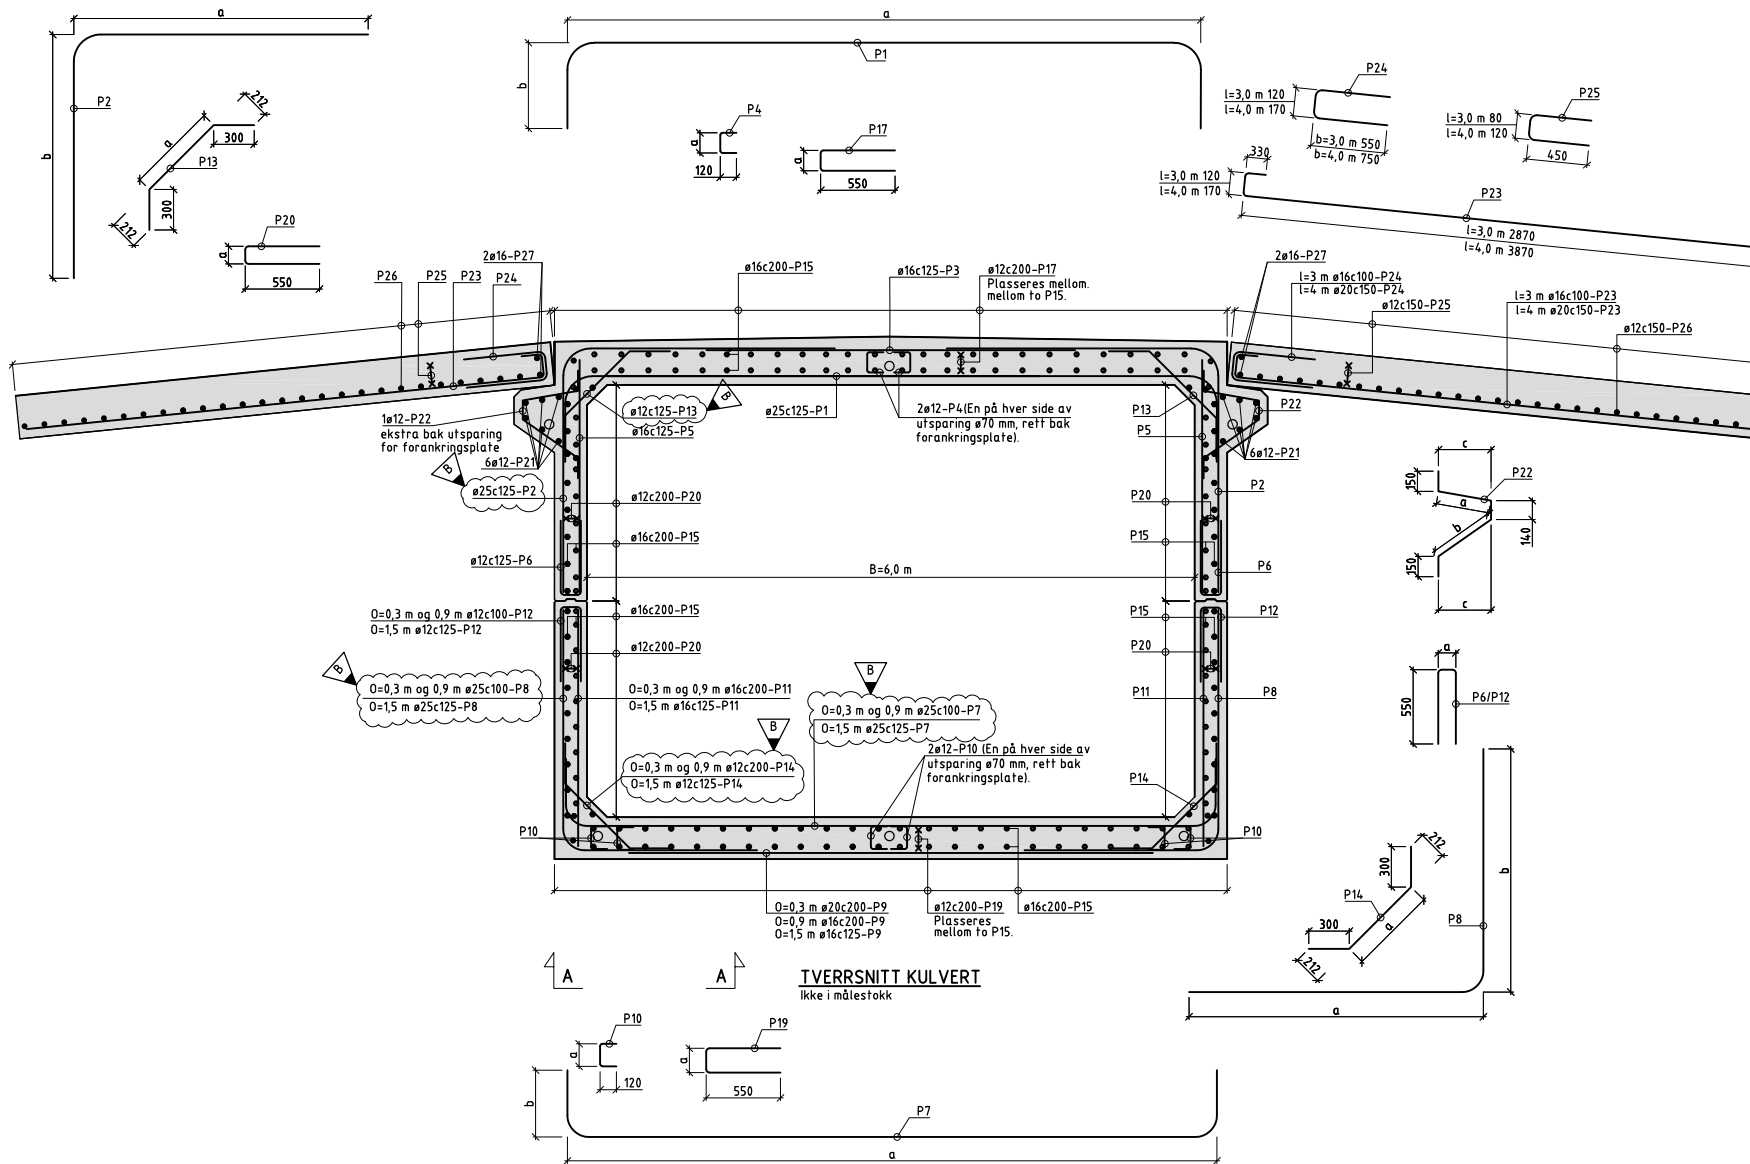 a
b
P2
212
a
P13
300
300
212
P20
a
550
a
b
P1
P4
a
120
P17
a
550
P24
l=3,0 m 120
l=4,0 m 170
b=3,0 m 550
b=4,0 m 750
P25
l=3,0 m 80
l=4,0 m 120
450
330
l=3,0 m 120
l=4,0 m 170
P23
l=3,0 m 2870
l=4,0 m 3870
P26
P25
P23
2ø16-P27
P24
ø16c200-P15
ø16c125-P3
ø12c200-P17
Plasseres mellom.
mellom to P15.
2ø16-P27
l=3 m ø16c100-P24
l=4 m ø20c150-P24
ø12c150-P25
l=3 m ø16c100-P23
l=4 m ø20c150-P23
ø12c150-P26
1ø12-P22
ekstra bak utsparing
for forankringsplate
6ø12-P21
B
ø25c125-P2
ø12c125-P13
B
ø16c125-P5
ø25c125-P1
2ø12-P4(En på hver side av
utsparing ø70 mm, rett bak
forankringsplate).
P13
P5
P22
6ø12-P21
P2
ø12c200-P20
ø16c200-P15
ø12c125-P6
B=6,0 m
P20
P15
P6
c
150
P22
a
b
140
150
c
O=0,3 m og 0,9 m ø12c100-P12
O=1,5 m ø12c125-P12
ø16c200-P15
ø12c200-P20
P15
P12
P20
B
O=0,3 m og 0,9 m ø25c100-P8
O=1,5 m ø25c125-P8
O=0,3 m og 0,9 m ø16c200-P11
O=1,5 m ø16c125-P11
B
O=0,3 m og 0,9 m ø25c100-P7
O=1,5 m ø25c125-P7
P11
P8
a
550
P6/P12
B
O=0,3 m og 0,9 m ø12c200-P14
O=1,5 m ø12c125-P14
2ø12-P10 (En på hver side av
utsparing ø70 mm, rett bak
forankringsplate).
P14
P10
P10
O=0,3 m ø20c200-P9
O=0,9 m ø16c200-P9
O=1,5 m ø16c125-P9
ø12c200-P19
Plasseres
mellom to P15.
ø16c200-P15
212
300
P14
300
a
212
P8
b
a
A
A
TVERRSNITT KULVERT
Ikke i målestokk
P10
a
120
P19
a
550
b
P7
a